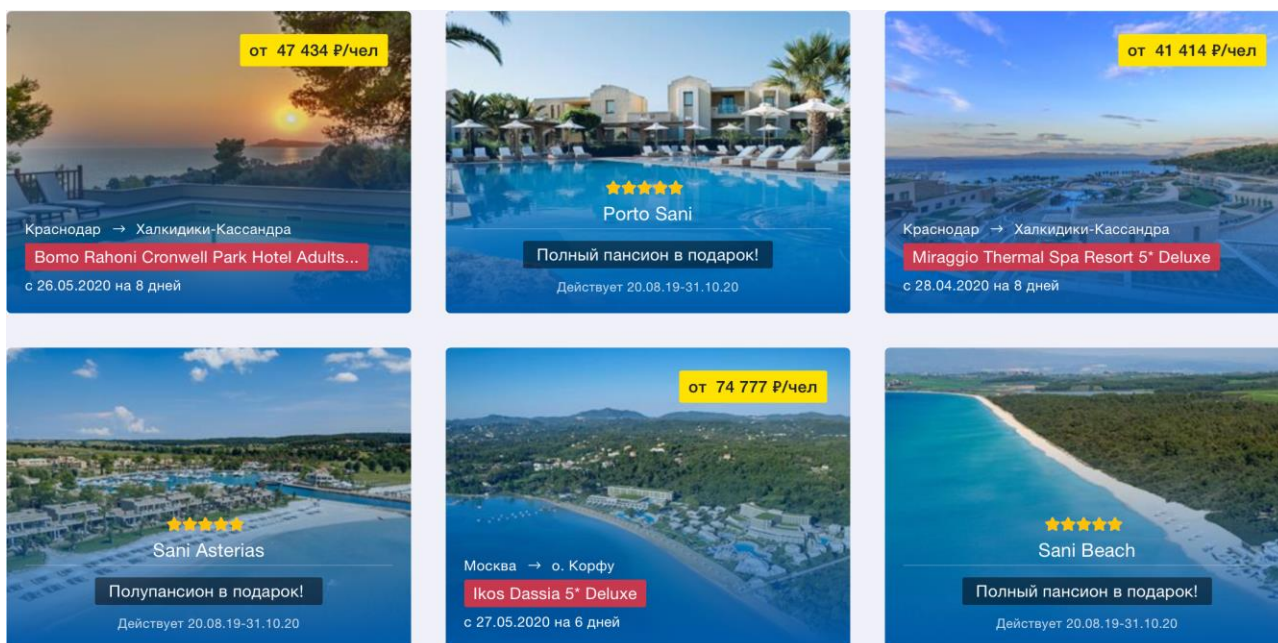 от 47 434 ₽/чел
Краснодар → Халкидики-Кассандра
Bomo Rahoni Cronwell Park Hotel Adults...
с 26.05.2020 на 8 дней
Porto Sani
Полный пансион в подарок!
Действует 20.08.19-31.10.20
от 41 414 ₽/чел
Краснодар → Халкидики-Кассандра
Miraggio Thermal Spa Resort 5* Deluxe
с 28.04.2020 на 8 дней
Sani Asterias
Полупансион в подарок!
Действует 20.08.19-31.10.20
от 74 777 ₽/чел
Москва → о. Корфу
Ikos Dassia 5* Deluxe
с 27.05.2020 на 6 дней
Sani Beach
Полный пансион в подарок!
Действует 20.08.19-31.10.20